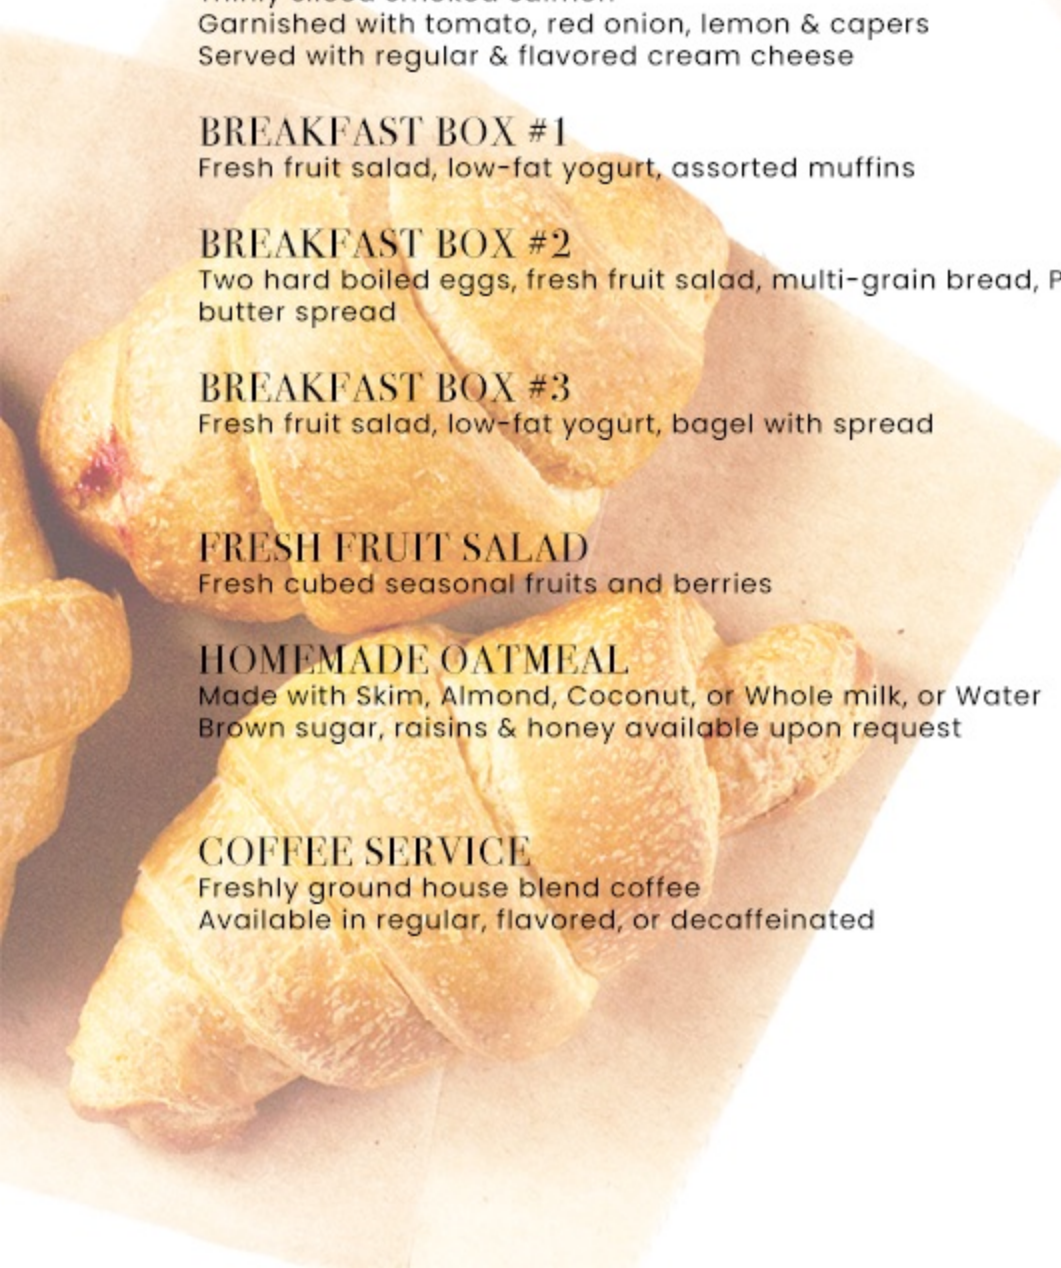 Thinly sliced smoked salmon
Garnished with tomato, red onion, lemon & capers
Served with regular & flavored cream cheese
BREAKFAST BOX #1
Fresh fruit salad, low-fat yogurt, assorted muffins
BREAKFAST BOX #2
Two hard boiled eggs, fresh fruit salad, multi-grain bread, P
butter spread
BREAKFAST BOX #3
Fresh fruit salad, low-fat yogurt, bagel with spread
FRESH FRUIT SALAD
Fresh cubed seasonal fruits and berries
HOMEMADE OATMEAL
Made with Skim, Almond, Coconut, or Whole milk, or Water
Brown sugar, raisins & honey available upon request
COFFEE SERVICE
Freshly ground house blend coffee
Available in regular, flavored, or decaffeinated